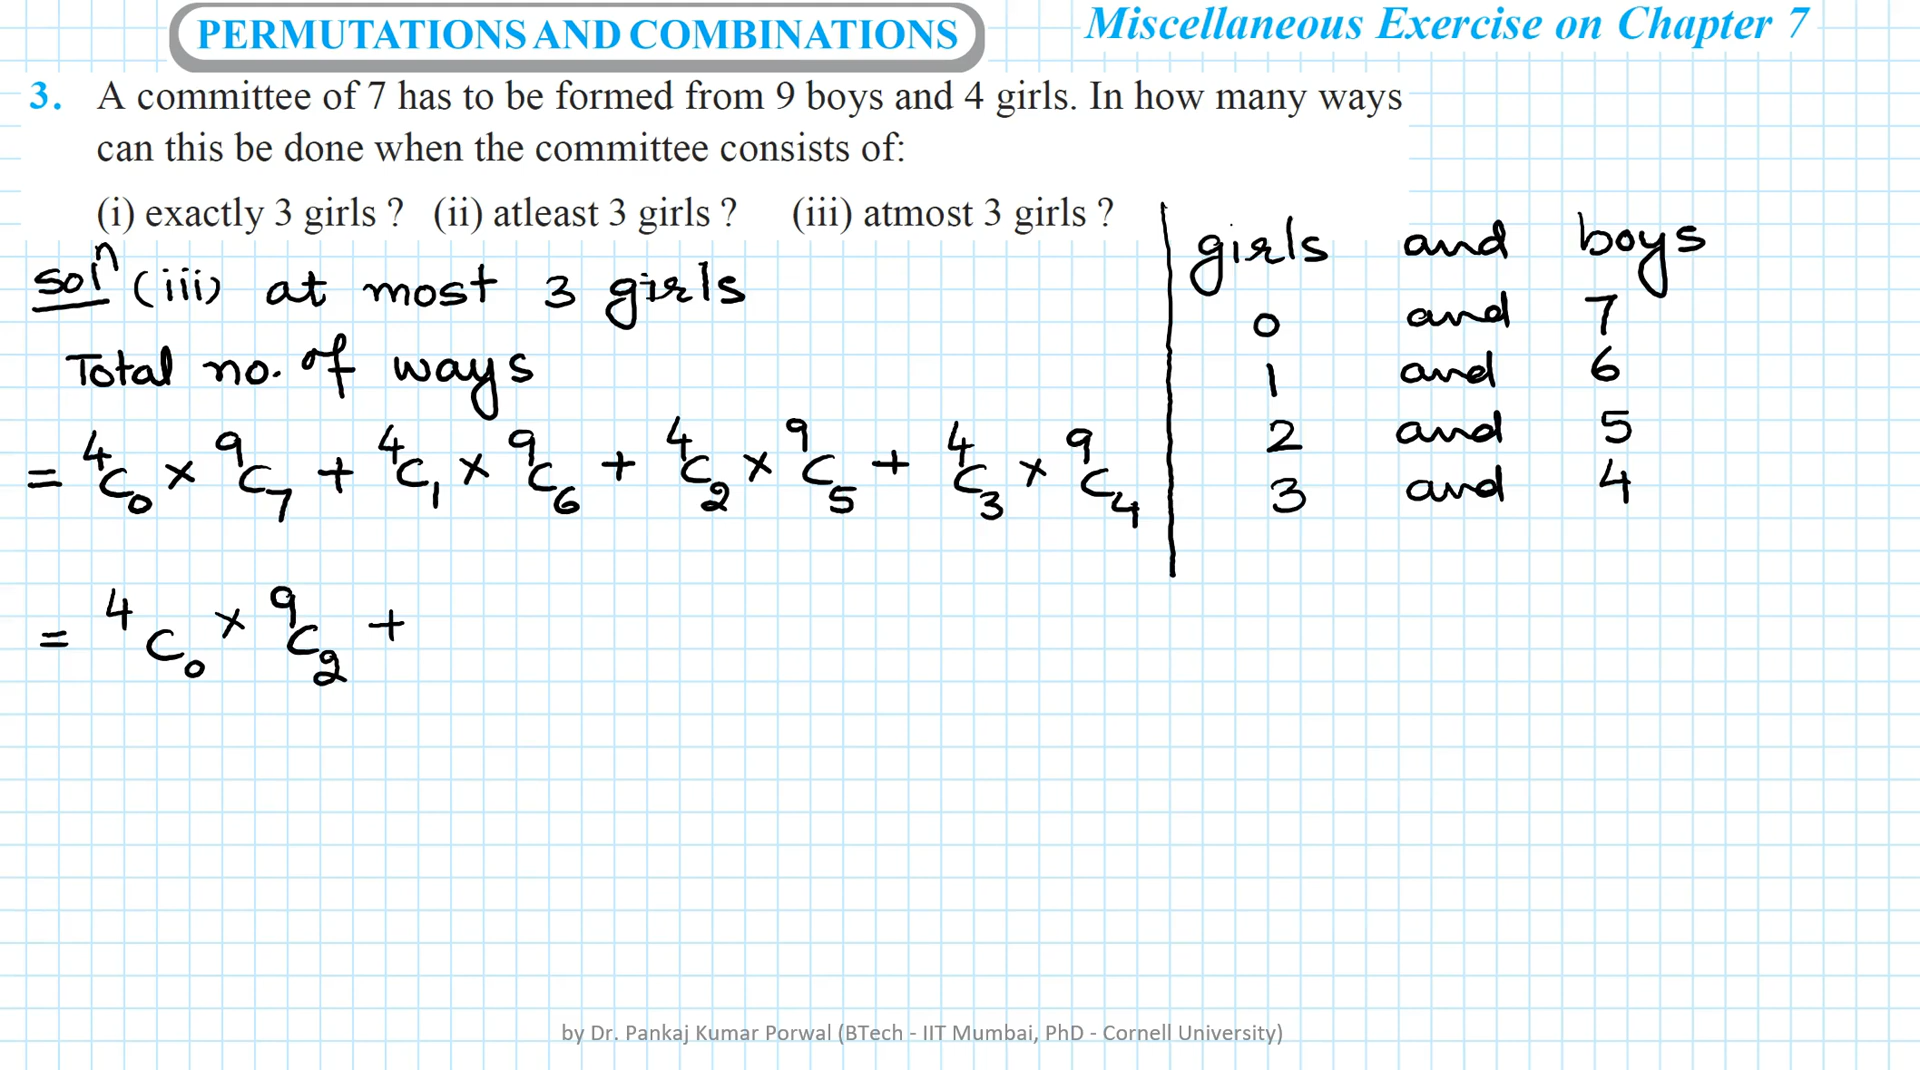 PERMUTATIONS AND COMBINATIONS
Miscellaneous Exercise on Chapter 7
3. A committee of 7 has to be formed from 9 boys and 4 girls. In how many ways
can this be done when the committee consists of:
(i) exactly 3 girls ? (ii) atleast 3 girls ? (iii) atmost 3 girls ?
solⁿ (iii) at most 3 girls
Total no. of ways
= ⁴C₀ × ⁹C₇ + ⁴C₁ × ⁹C₆ + ⁴C₂ × ⁹C₅ + ⁴C₃ × ⁹C₄
= ⁴C₀ × ⁹C₂ +
girls and boys
0 and 7
1 and 6
2 and 5
3 and 4
by Dr. Pankaj Kumar Porwal (BTech - IIT Mumbai, PhD - Cornell University)